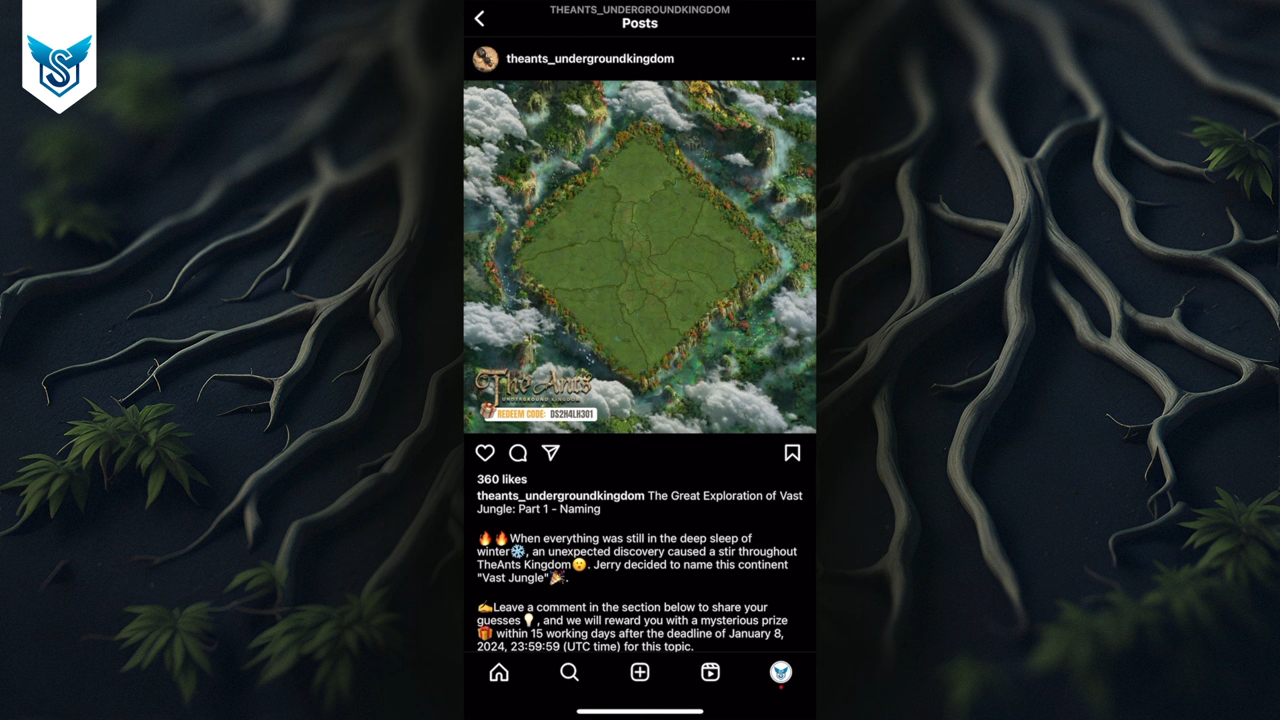 THEANTS_UNDERGROUNDKINGDOM
Posts
theants_undergroundkingdom
The Ants
UNDERGROUND KINGDOM
REDEEM CODE: DS2H4LH301
360 likes
theants_undergroundkingdom The Great Exploration of Vast
Jungle: Part 1 - Naming
🔥🔥When everything was still in the deep sleep of
winter❄️, an unexpected discovery caused a stir throughout
TheAnts Kingdom😮. Jerry decided to name this continent
"Vast Jungle"🎉.
✍️Leave a comment in the section below to share your
guesses💡, and we will reward you with a mysterious prize
🎁 within 15 working days after the deadline of January 8,
2024, 23:59:59 (UTC time) for this topic.